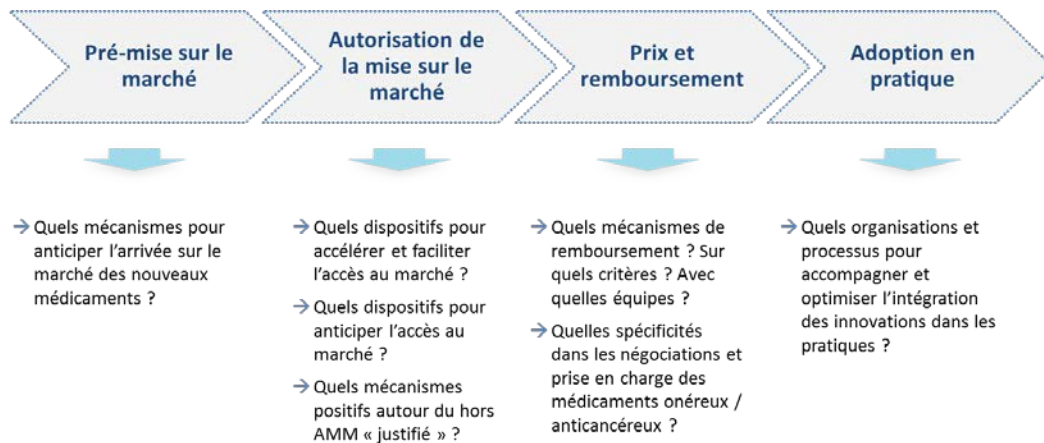 Pré-mise sur le
marché
Autorisation de
la mise sur le
marché
Prix et
remboursement
Adoption en
pratique
→ Quels mécanismes pour
anticiper l'arrivée sur le
marché des nouveaux
médicaments ?
→ Quels dispositifs pour
accélérer et faciliter
l'accès au marché ?
→ Quels dispositifs pour
anticiper l'accès au
marché ?
→ Quels mécanismes
positifs autour du hors
AMM « justifié » ?
→ Quels mécanismes de
remboursement ? Sur
quels critères ? Avec
quelles équipes ?
→ Quelles spécificités
dans les négociations et
prise en charge des
médicaments onéreux /
anticancéreux ?
→ Quels organisations et
processus pour
accompagner et
optimiser l'intégration
des innovations dans les
pratiques ?